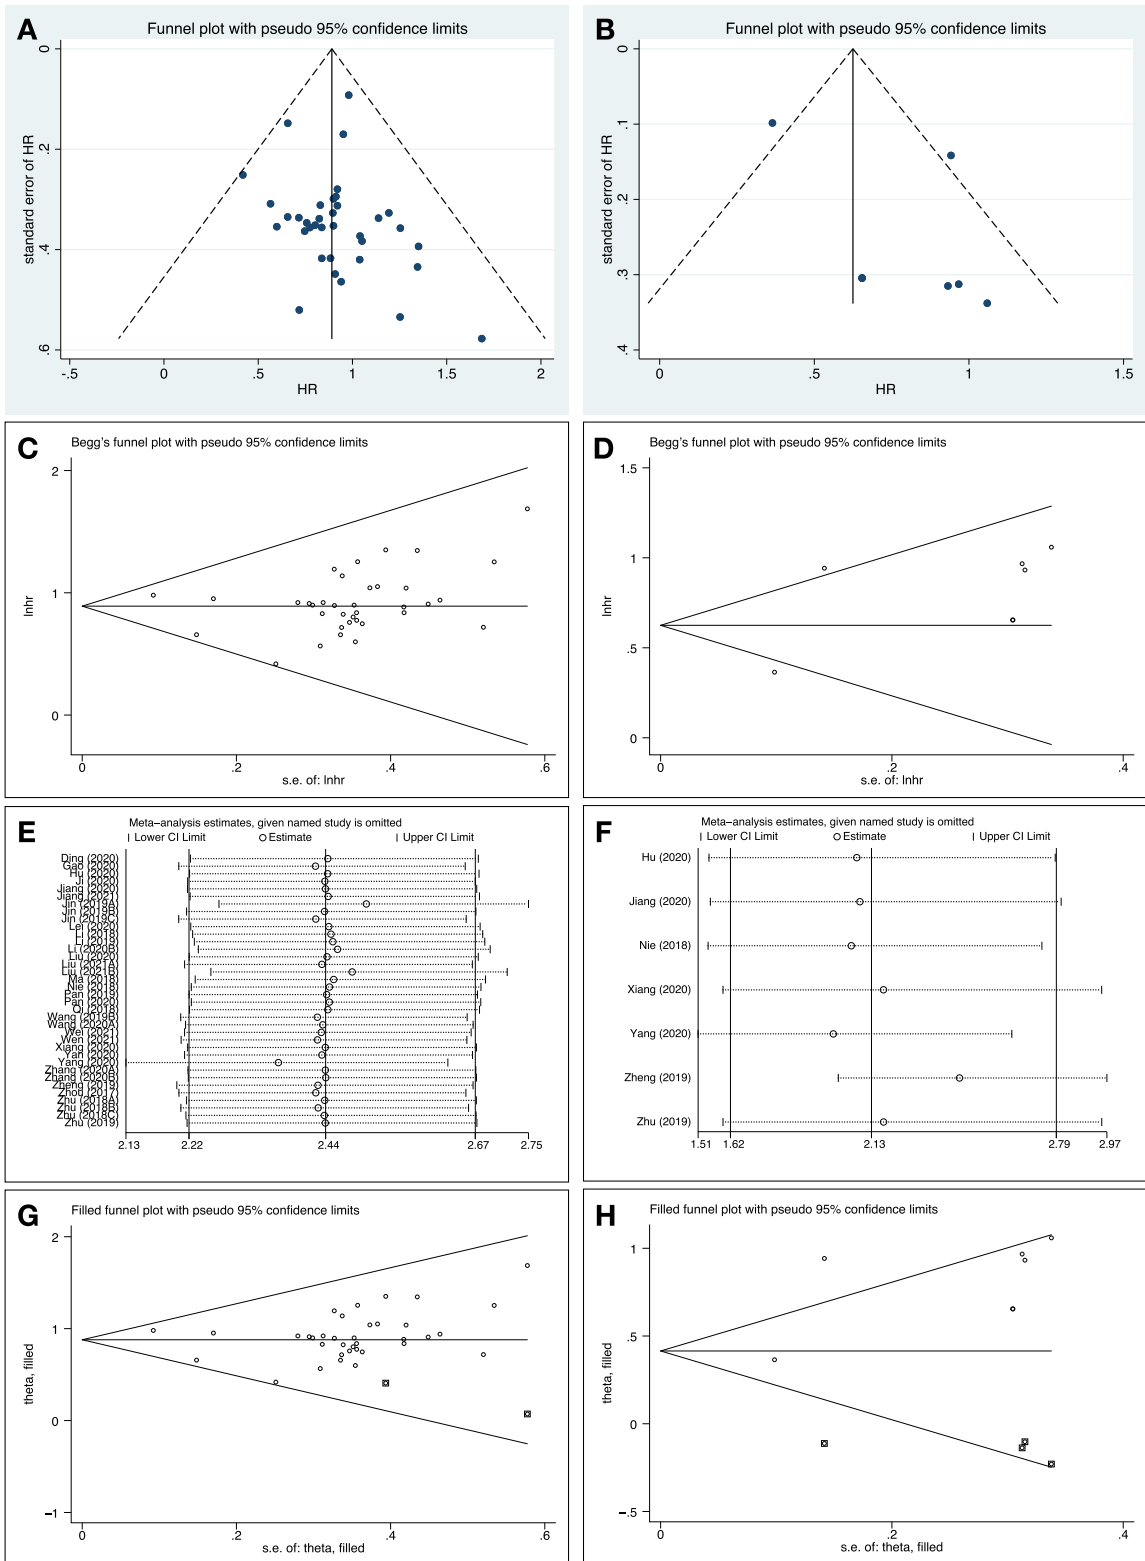 A
Funnel plot with pseudo 95% confidence limits
standard error of HR
0
.2
.4
.6
-.5
0
.5
1
1.5
2
HR
B
Funnel plot with pseudo 95% confidence limits
standard error of HR
0
.1
.2
.3
.4
0
.5
1
1.5
HR
C
Begg's funnel plot with pseudo 95% confidence limits
lnhr
2
1
0
0
.2
.4
.6
s.e. of: lnhr
D
Begg's funnel plot with pseudo 95% confidence limits
lnhr
1.5
1
.5
0
0
.2
.4
s.e. of: lnhr
E
Meta-analysis estimates, given named study is omitted
Lower CI Limit
Estimate
Upper CI Limit
Ding (2020)
Gao (2020)
Hu (2020)
Ji (2020)
Jiang (2020)
Jiang (2021)
Jin (2019A)
Jin (2019B)
Jin (2019C)
Lei (2020)
Li (2018)
Li (2019)
Li (2020B)
Liu (2020)
Liu (2021A)
Liu (2021B)
Ma (2018)
Nie (2018)
Pan (2019)
Pan (2020)
Qi (2018)
Wang (2019B)
Wang (2020A)
Wei (2021)
Wen (2021)
Xiang (2020)
Yan (2020)
Yang (2020)
Zhang (2020A)
Zhang (2020B)
Zheng (2019)
Zhou (2017)
Zhu (2018A)
Zhu (2018B)
Zhu (2018C)
Zhu (2019)
2.13
2.22
2.44
2.67
2.75
F
Meta-analysis estimates, given named study is omitted
Lower CI Limit
Estimate
Upper CI Limit
Hu (2020)
Jiang (2020)
Nie (2018)
Xiang (2020)
Yang (2020)
Zheng (2019)
Zhu (2019)
1.51
1.62
2.13
2.79
2.97
G
Filled funnel plot with pseudo 95% confidence limits
theta, filled
2
1
0
-1
0
.2
.4
.6
s.e. of: theta, filled
H
Filled funnel plot with pseudo 95% confidence limits
theta, filled
1
.5
0
-.5
0
.2
.4
s.e. of: theta, filled